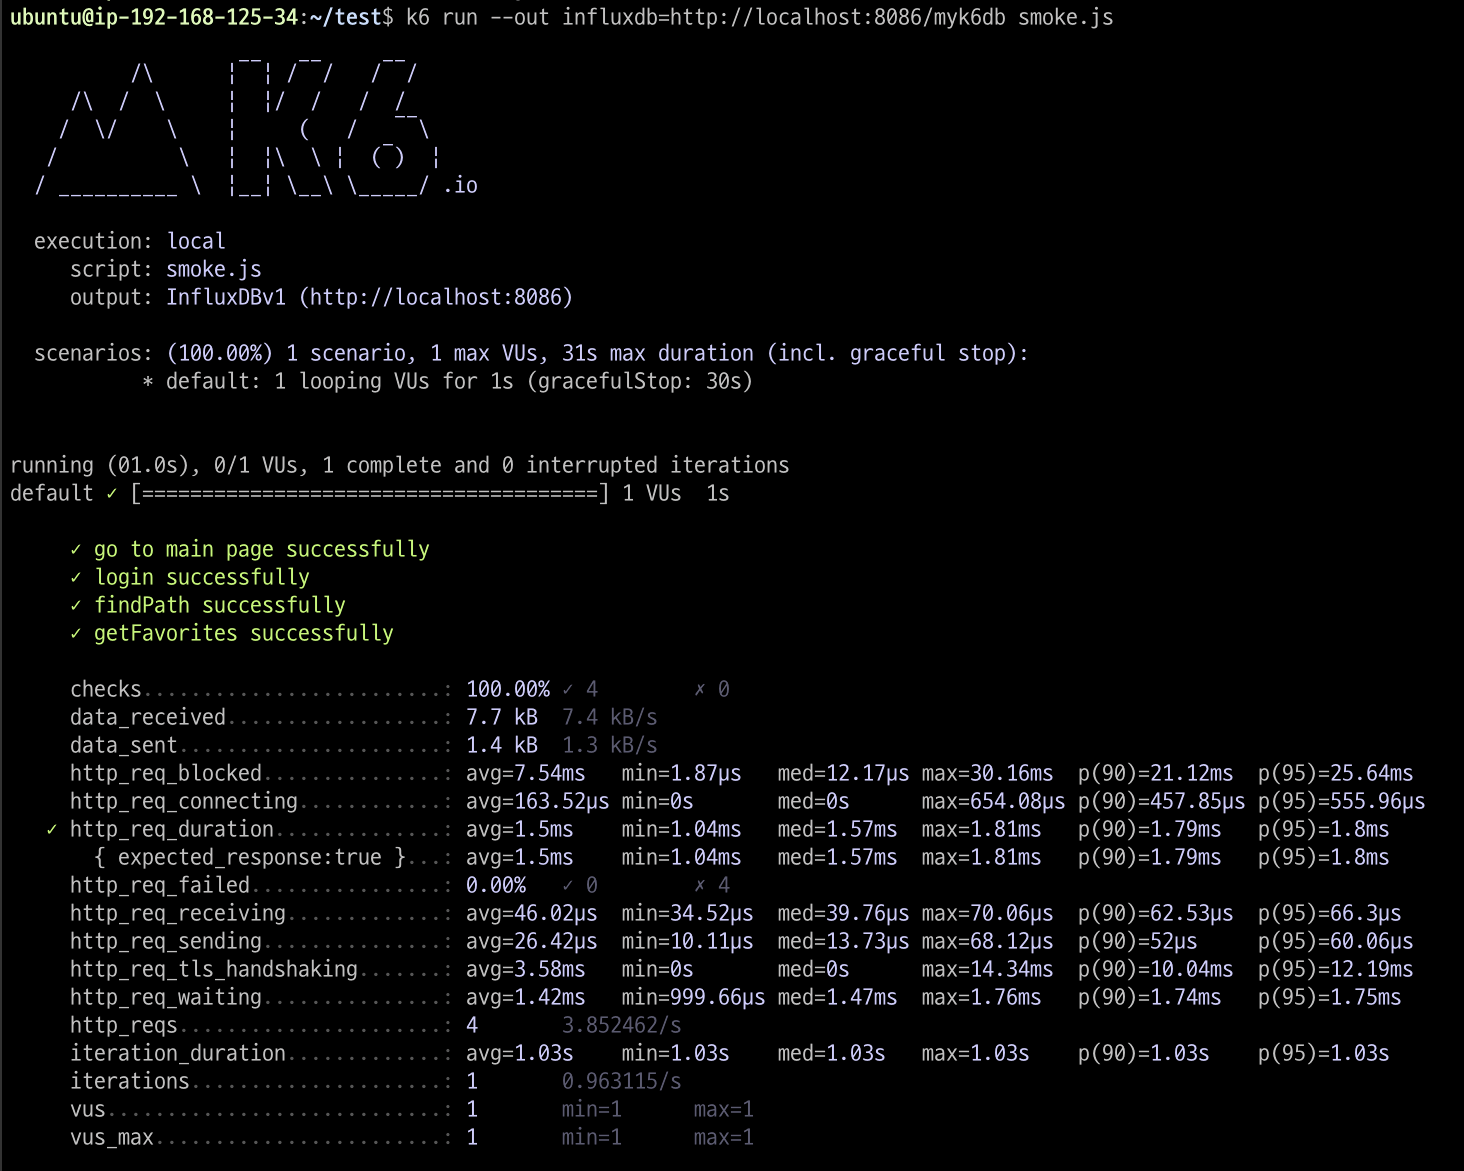 ubuntu@ip-192-168-125-34:~/test$ k6 run --out influxdb=http://localhost:8086/myk6db smoke.js
K6 .io
execution: local
script: smoke.js
output: InfluxDBv1 (http://localhost:8086)
scenarios: (100.00%) 1 scenario, 1 max VUs, 31s max duration (incl. graceful stop):
* default: 1 looping VUs for 1s (gracefulStop: 30s)
running (01.0s), 0/1 VUs, 1 complete and 0 interrupted iterations
default ✓ [======================================] 1 VUs  1s
✓ go to main page successfully
✓ login successfully
✓ findPath successfully
✓ getFavorites successfully
checks.........................: 100.00% ✓ 4        ✗ 0
data_received..................: 7.7 kB  7.4 kB/s
data_sent......................: 1.4 kB  1.3 kB/s
http_req_blocked...............: avg=7.54ms   min=1.87µs   med=12.17µs max=30.16ms  p(90)=21.12ms  p(95)=25.64ms
http_req_connecting............: avg=163.52µs min=0s       med=0s      max=654.08µs p(90)=457.85µs p(95)=555.96µs
✓ http_req_duration..............: avg=1.5ms    min=1.04ms   med=1.57ms  max=1.81ms   p(90)=1.79ms   p(95)=1.8ms
{ expected_response:true }...: avg=1.5ms    min=1.04ms   med=1.57ms  max=1.81ms   p(90)=1.79ms   p(95)=1.8ms
http_req_failed................: 0.00%   ✓ 0        ✗ 4
http_req_receiving.............: avg=46.02µs  min=34.52µs  med=39.76µs max=70.06µs  p(90)=62.53µs  p(95)=66.3µs
http_req_sending...............: avg=26.42µs  min=10.11µs  med=13.73µs max=68.12µs  p(90)=52µs     p(95)=60.06µs
http_req_tls_handshaking.......: avg=3.58ms   min=0s       med=0s      max=14.34ms  p(90)=10.04ms  p(95)=12.19ms
http_req_waiting...............: avg=1.42ms   min=999.66µs med=1.47ms  max=1.76ms   p(90)=1.74ms   p(95)=1.75ms
http_reqs......................: 4       3.852462/s
iteration_duration.............: avg=1.03s    min=1.03s    med=1.03s   max=1.03s    p(90)=1.03s    p(95)=1.03s
iterations.....................: 1       0.963115/s
vus............................: 1       min=1      max=1
vus_max........................: 1       min=1      max=1